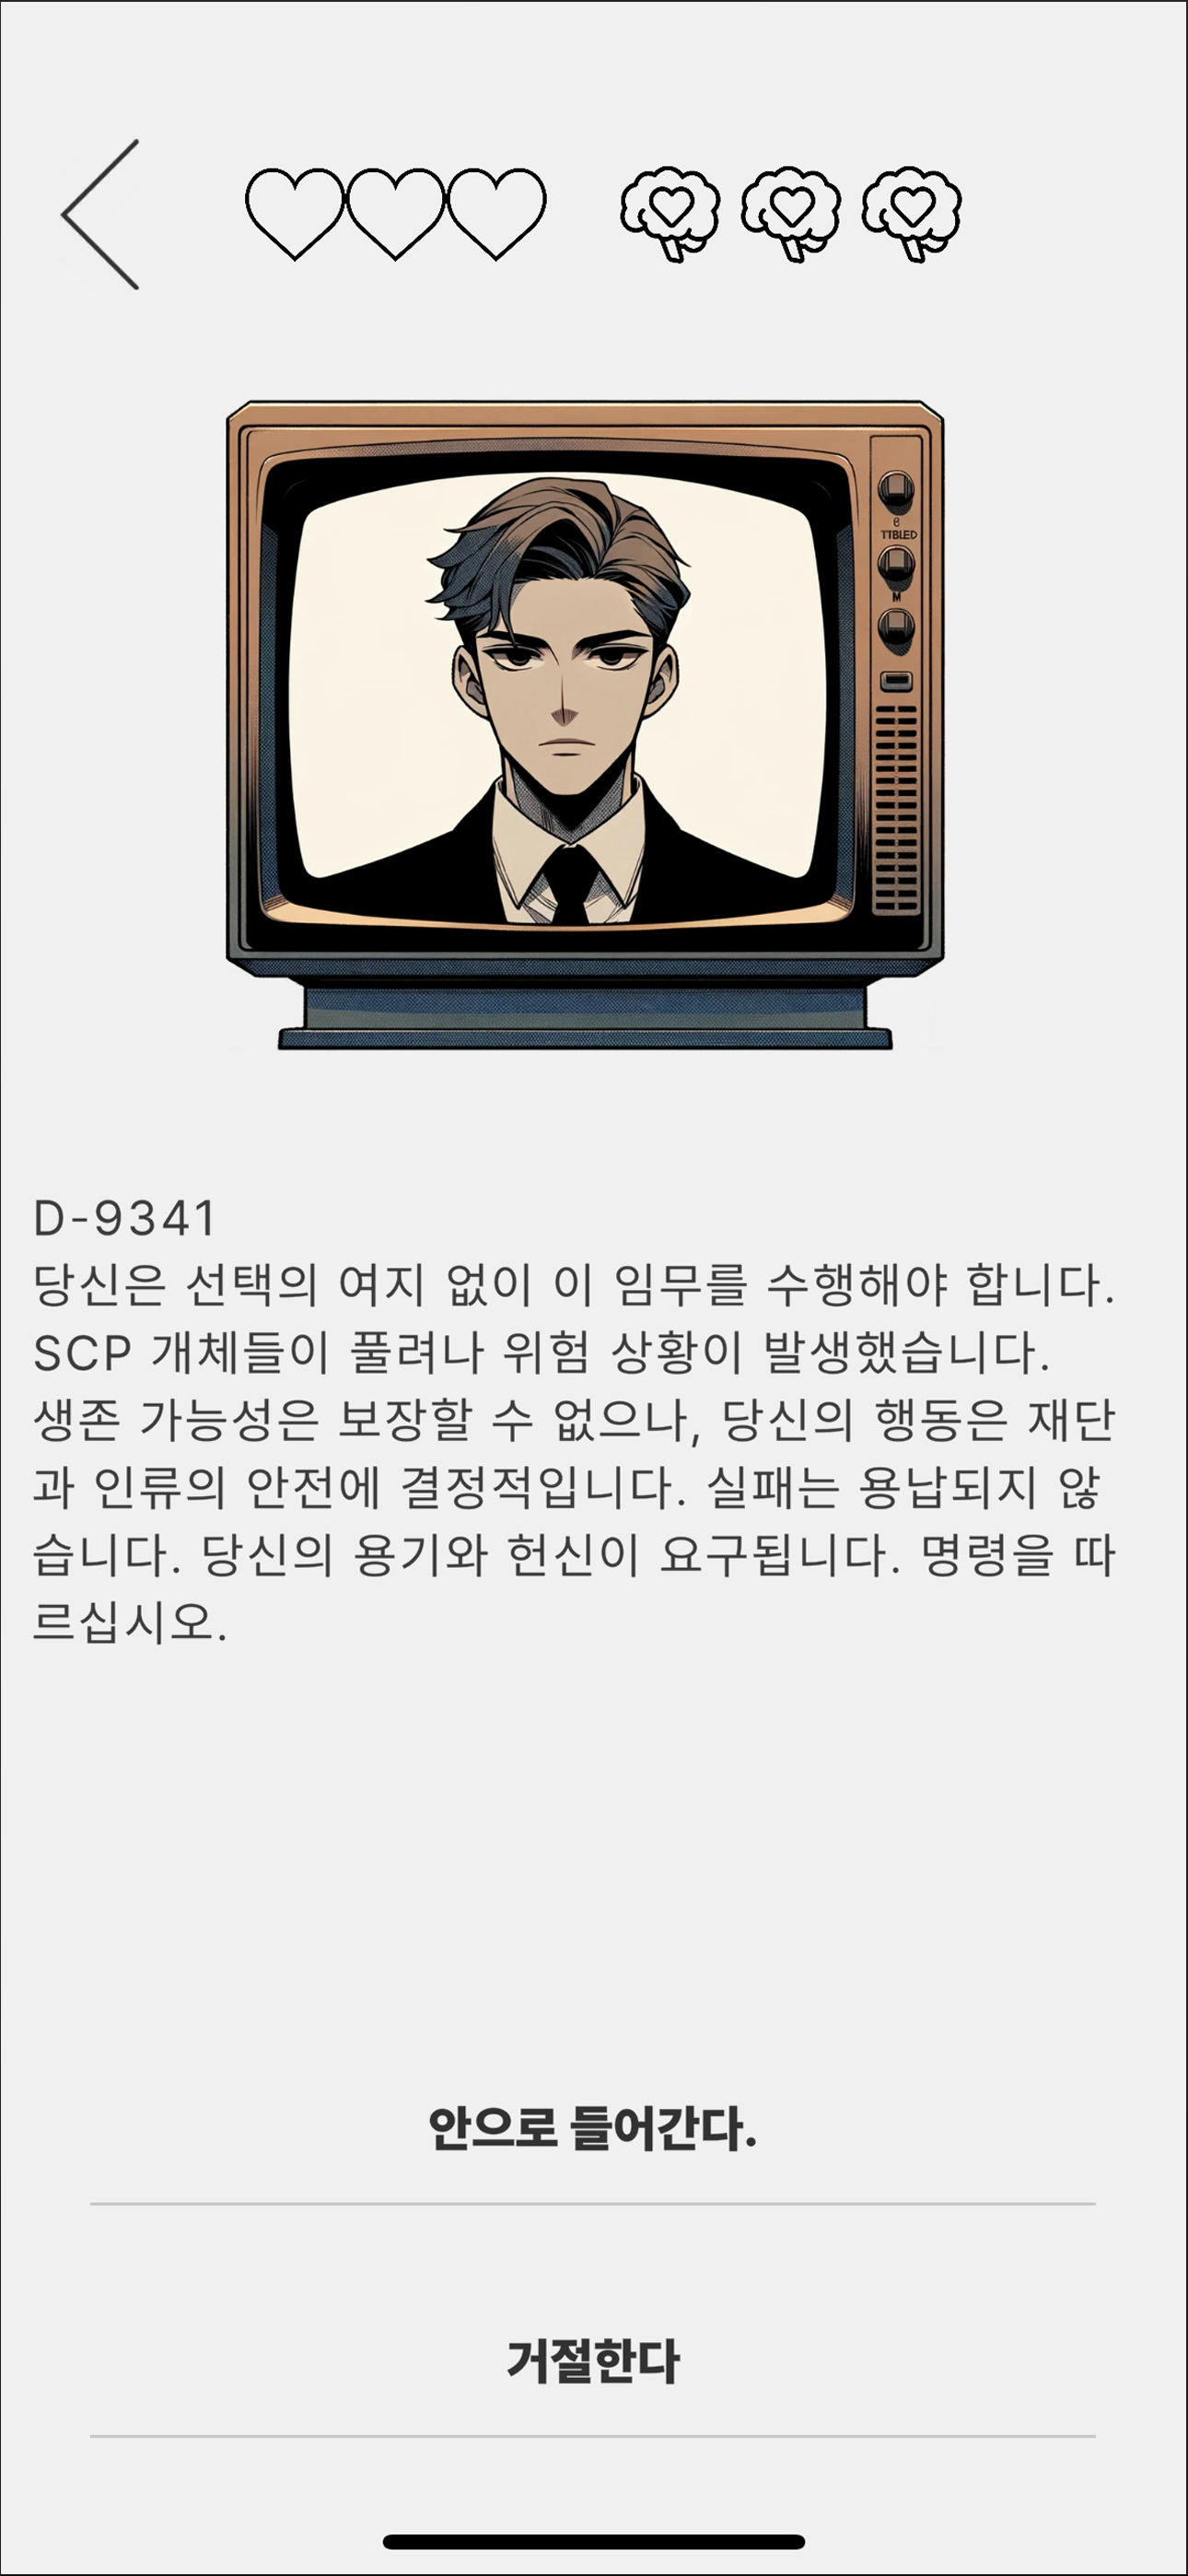 e
TTBLED
M
D-9341
당신은 선택의 여지 없이 이 임무를 수행해야 합니다.
SCP 개체들이 풀려나 위험 상황이 발생했습니다.
생존 가능성은 보장할 수 없으나, 당신의 행동은 재단
과 인류의 안전에 결정적입니다. 실패는 용납되지 않
습니다. 당신의 용기와 헌신이 요구됩니다. 명령을 따
르십시오.
안으로 들어간다.
거절한다